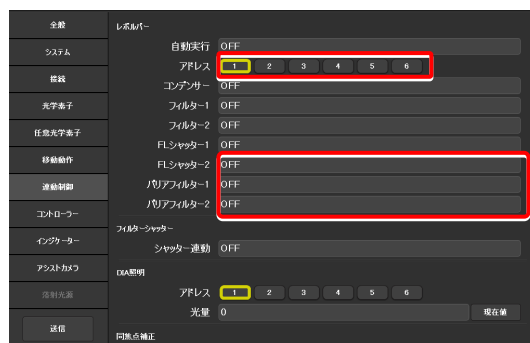 全般
システム
接続
光学素子
任意光学素子
移動動作
連動制御
コントローラー
インジケーター
アシストカメラ
落射光源
送信
レボルバー
自動実行 OFF
アドレス 1 2 3 4 5 6
コンデンサー OFF
フィルター1 OFF
フィルター2 OFF
FLシャッター1 OFF
FLシャッター2 OFF
バリアフィルター1 OFF
バリアフィルター2 OFF
フィルターシャッター
シャッター連動 OFF
DIA照明
アドレス 1 2 3 4 5 6
光量 0 現在値
同焦点補正